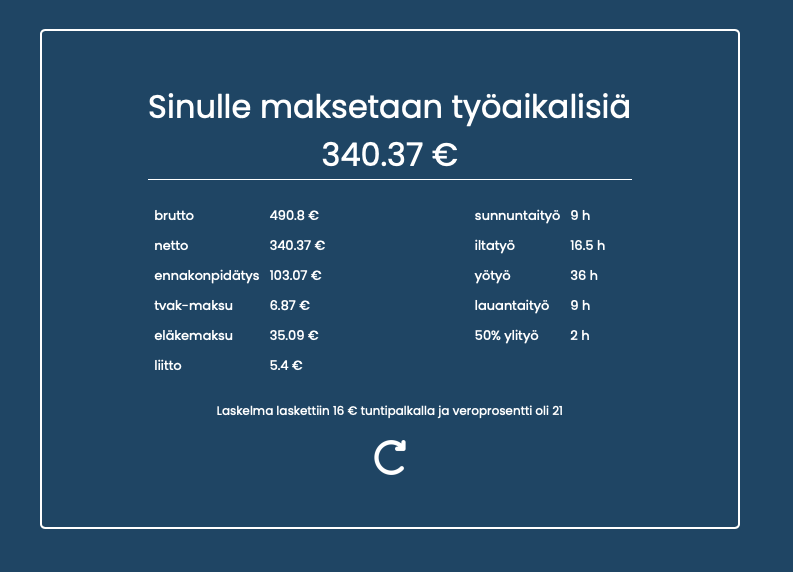 Sinulle maksetaan työaikalisiä
340.37 €
brutto 490.8 €
netto 340.37 €
ennakonpidätys 103.07 €
tvak-maksu 6.87 €
eläkemaksu 35.09 €
liitto 5.4 €
sunnuntaityö 9 h
iltatyö 16.5 h
yötyö 36 h
lauantaityö 9 h
50% ylityö 2 h
Laskelma laskettiin 16 € tuntipalkalla ja veroprosentti oli 21